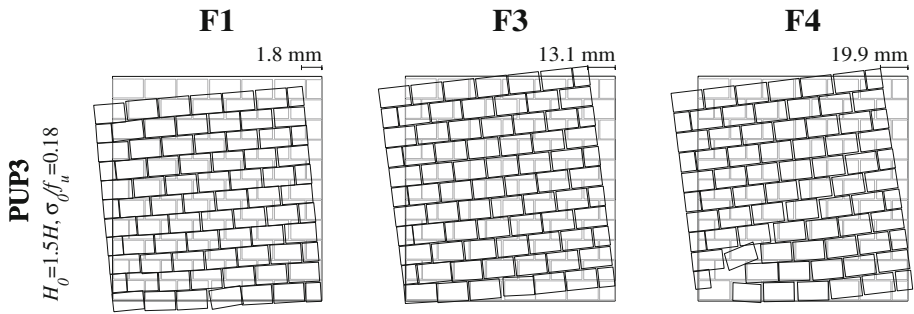 F1
F3
F4
1.8 mm
13.1 mm
19.9 mm
PUP3
H₀=1.5H, σ₀/fᵤ=0.18